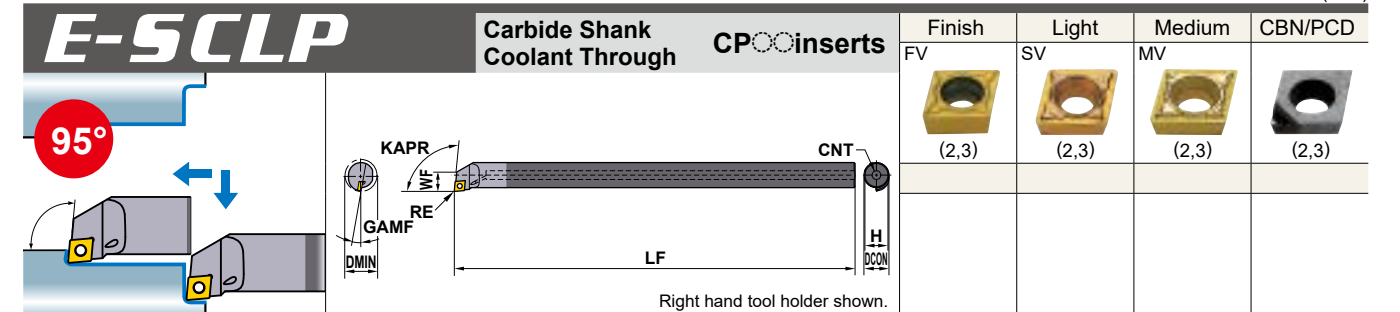 E-SCLP
Carbide Shank
Coolant Through
CP◌◌inserts
Finish
Light
Medium
CBN/PCD
FV
SV
MV
(2,3)
(2,3)
(2,3)
(2,3)
95°
KAPR
WF
RE
GAMF
DMIN
LF
CNT
H
DCON
Right hand tool holder shown.